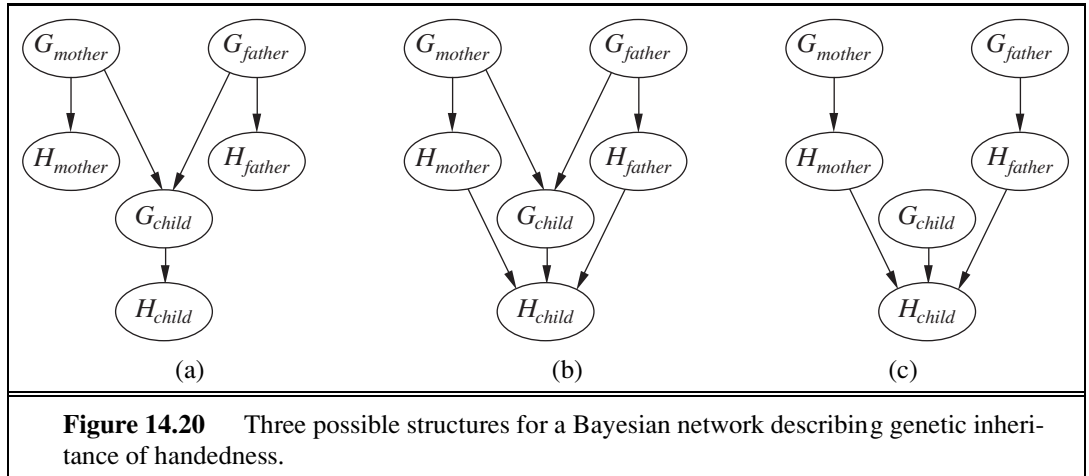 G_mother G_father G_mother G_father G_mother G_father
H_mother H_father H_mother H_father H_mother H_father
G_child G_child G_child
H_child H_child H_child
(a) (b) (c)
Figure 14.20 Three possible structures for a Bayesian network describing genetic inheri-
tance of handedness.